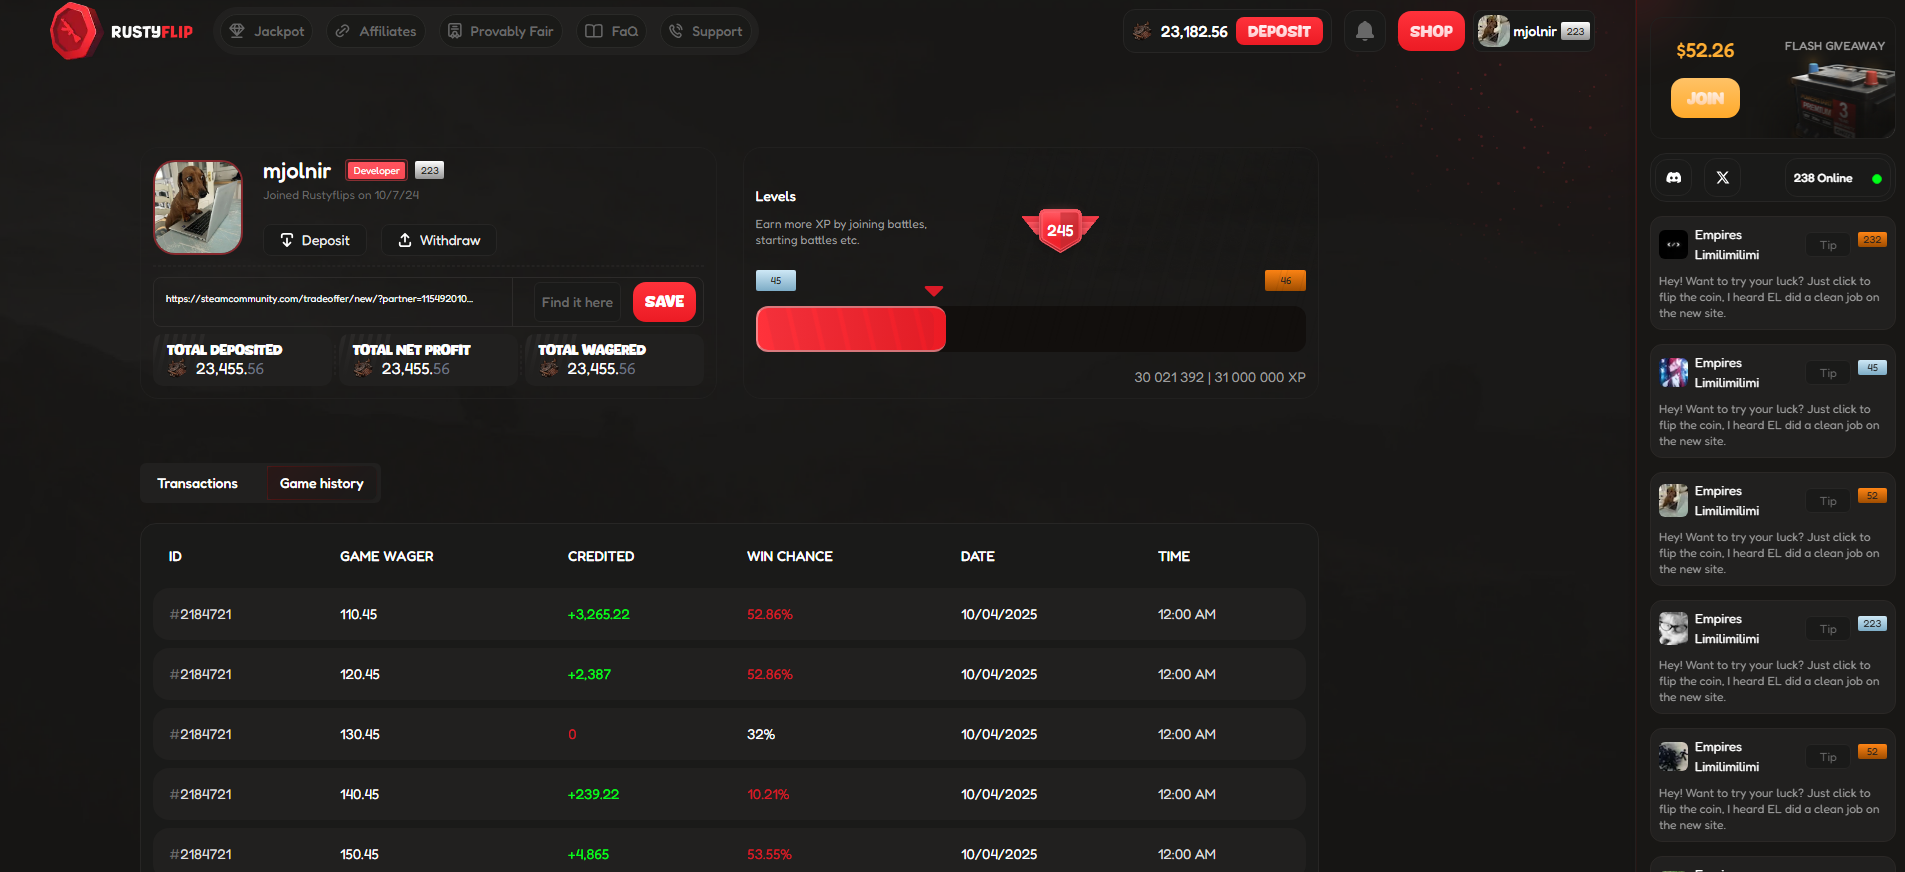 RUSTYFLIP
Jackpot
Affiliates
Provably Fair
FaQ
Support
23,182.56
DEPOSIT
SHOP
mjolnir 223
$52.26
FLASH GIVEAWAY
JOIN
PREMIUM 3
238 Online
mjolnir Developer 223
Joined Rustyflips on 10/7/24
Deposit
Withdraw
https://steamcommunity.com/tradeoffer/new/?partner=115492010...
Find it here
SAVE
TOTAL DEPOSITED
23,455.56
TOTAL NET PROFIT
23,455.56
TOTAL WAGERED
23,455.56
Levels
Earn more XP by joining battles,
starting battles etc.
245
45
46
30 021 392 | 31 000 000 XP
Transactions
Game history
ID GAME WAGER CREDITED WIN CHANCE DATE TIME
#2184721 110.45 +3,265.22 52.86% 10/04/2025 12:00 AM
#2184721 120.45 +2,387 52.86% 10/04/2025 12:00 AM
#2184721 130.45 0 32% 10/04/2025 12:00 AM
#2184721 140.45 +239.22 10.21% 10/04/2025 12:00 AM
#2184721 150.45 +4,865 53.55% 10/04/2025 12:00 AM
Empires
Limilimilimi
Tip
232
Hey! Want to try your luck? Just click to
flip the coin, I heard EL did a clean job on
the new site.
Empires
Limilimilimi
Tip
45
Hey! Want to try your luck? Just click to
flip the coin, I heard EL did a clean job on
the new site.
Empires
Limilimilimi
Tip
52
Hey! Want to try your luck? Just click to
flip the coin, I heard EL did a clean job on
the new site.
Empires
Limilimilimi
Tip
223
Hey! Want to try your luck? Just click to
flip the coin, I heard EL did a clean job on
the new site.
Empires
Limilimilimi
Tip
52
Hey! Want to try your luck? Just click to
flip the coin, I heard EL did a clean job on
the new site.